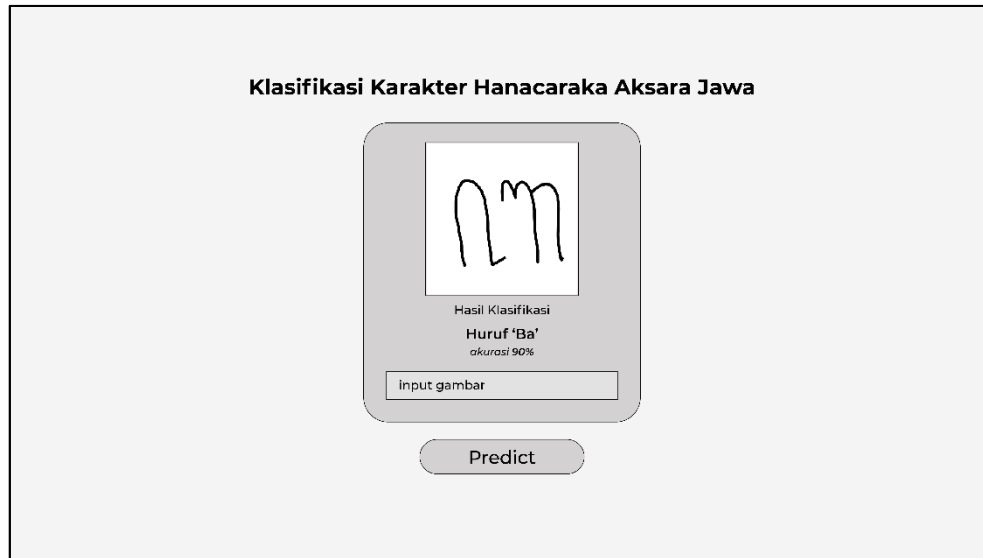 Klasifikasi Karakter Hanacaraka Aksara Jawa
ꦧ
Hasil Klasifikasi
Huruf ‘Ba’
akurasi 90%
input gambar
Predict